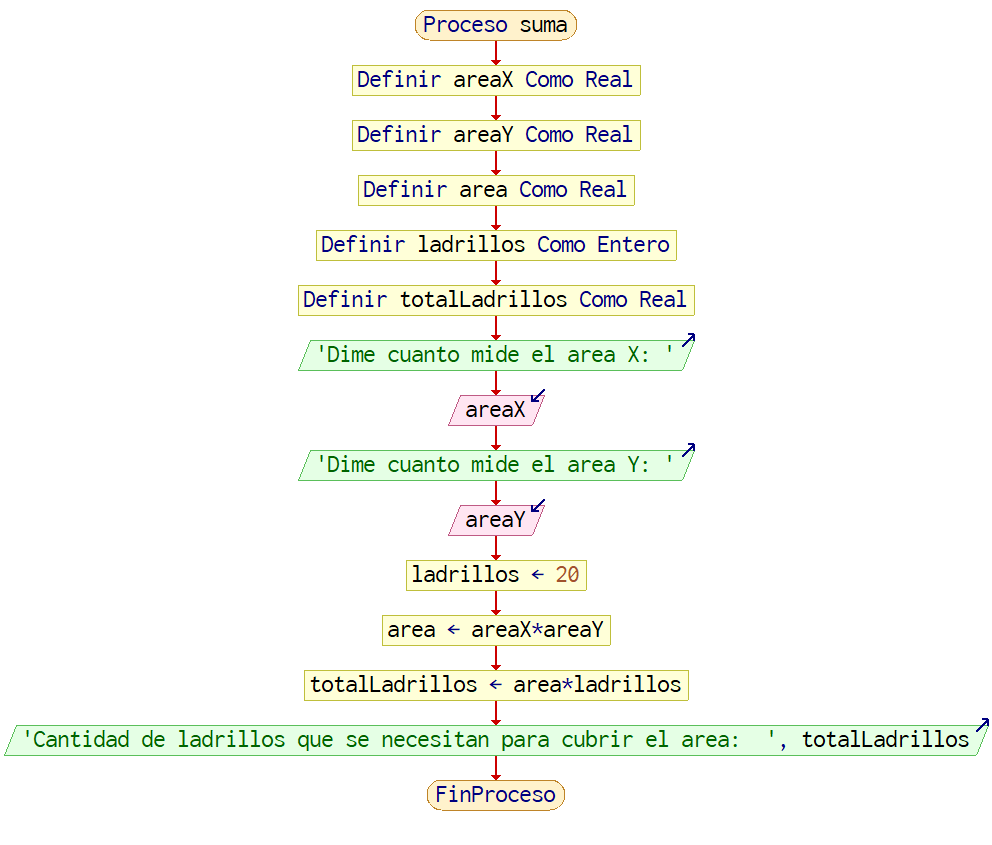 Proceso suma
Definir areaX Como Real
Definir areaY Como Real
Definir area Como Real
Definir ladrillos Como Entero
Definir totalLadrillos Como Real
'Dime cuanto mide el area X: '
areaX
'Dime cuanto mide el area Y: '
areaY
ladrillos ← 20
area ← areaX*areaY
totalLadrillos ← area*ladrillos
'Cantidad de ladrillos que se necesitan para cubrir el area:  ', totalLadrillos
FinProceso